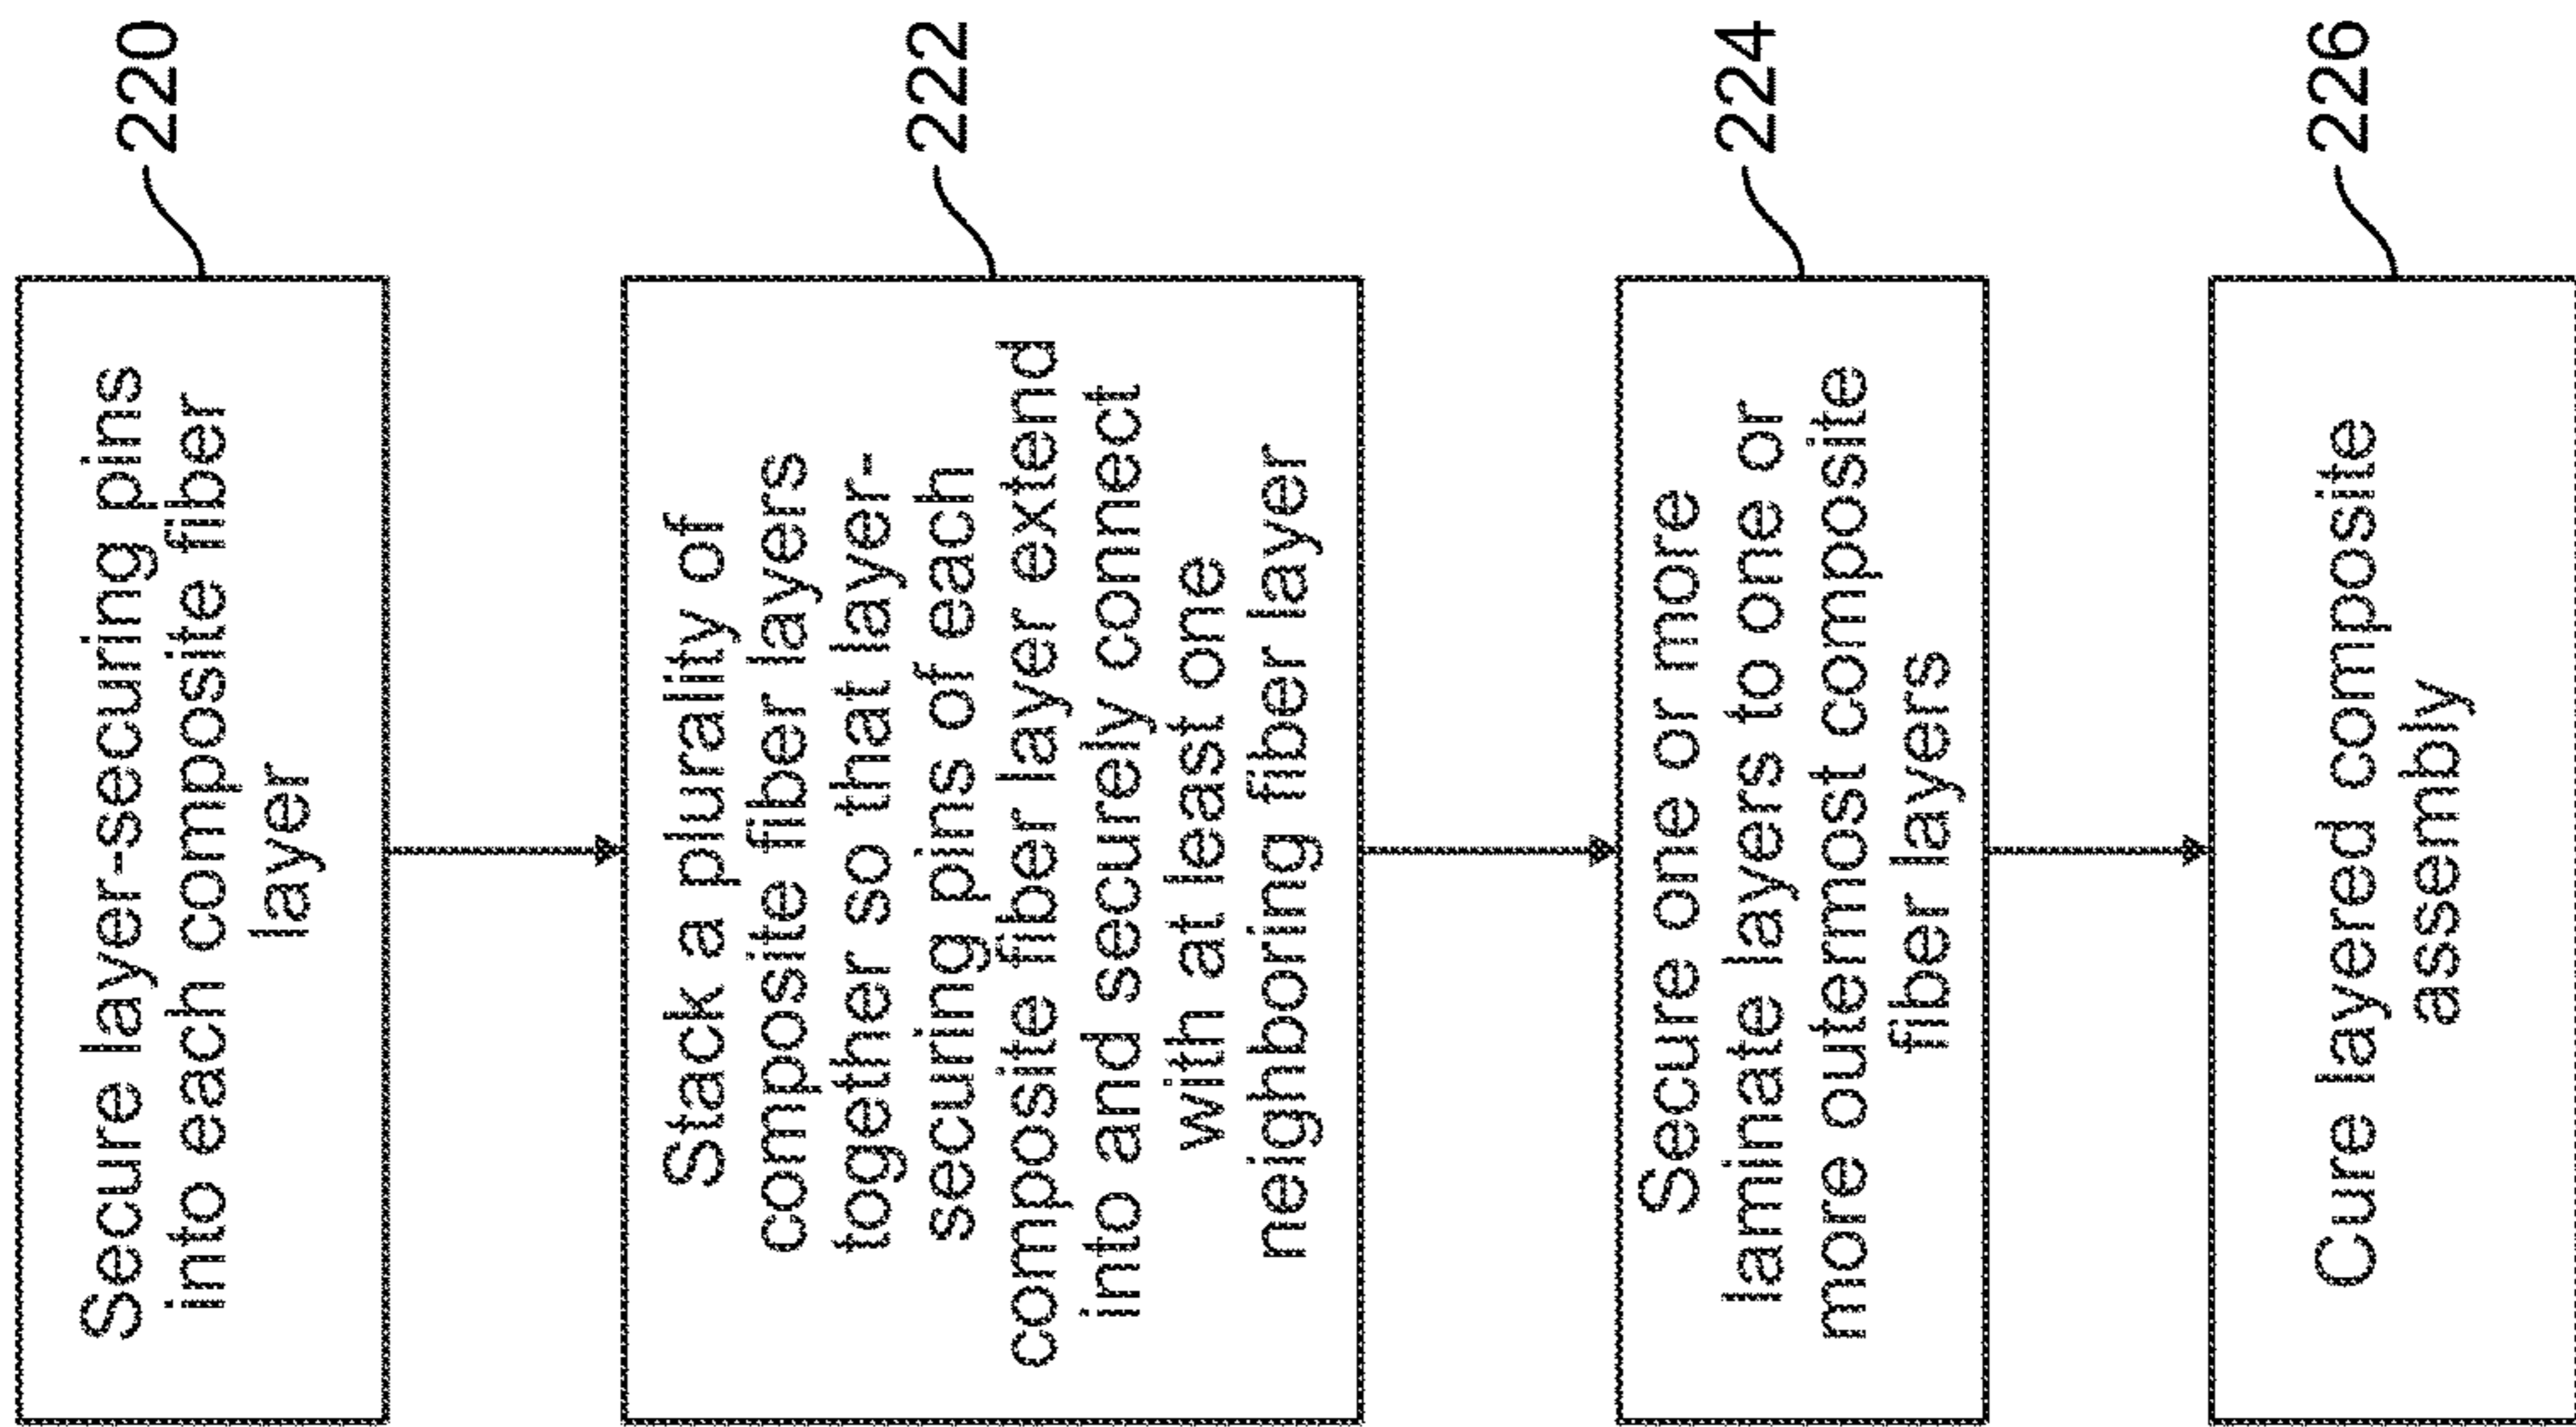 Secure layer-securing pins
into each composite fiber
layer
220
Stack a plurality of
composite fiber layers
together so that layer-
securing pins of each
composite fiber layer extend
into and securely connect
with at least one
neighboring fiber layer
222
Secure one or more
laminate layers to one or
more outermost composite
fiber layers
224
Cure layered composite
assembly
226